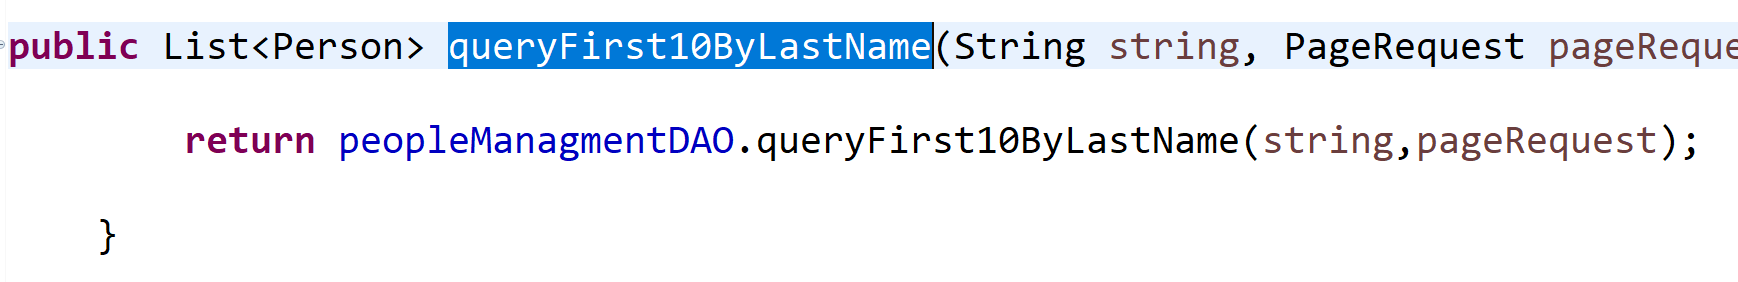 public List<Person> queryFirst10ByLastName(String string, PageRequest pageReque
return peopleManagmentDAO.queryFirst10ByLastName(string,pageRequest);
}